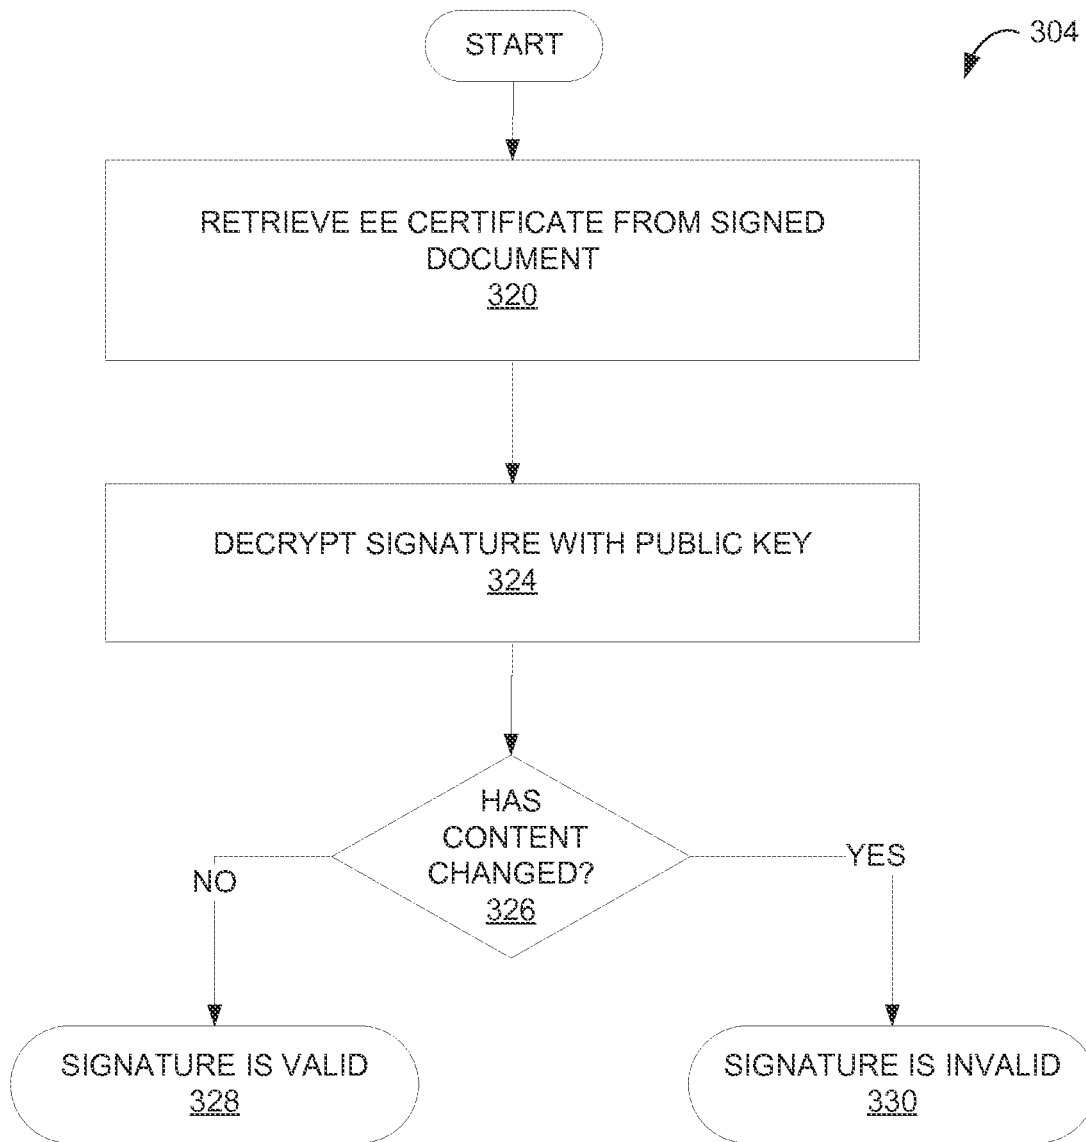 START
304
RETRIEVE EE CERTIFICATE FROM SIGNED
DOCUMENT
320
DECRYPT SIGNATURE WITH PUBLIC KEY
324
HAS
CONTENT
CHANGED?
326
NO
YES
SIGNATURE IS VALID
328
SIGNATURE IS INVALID
330